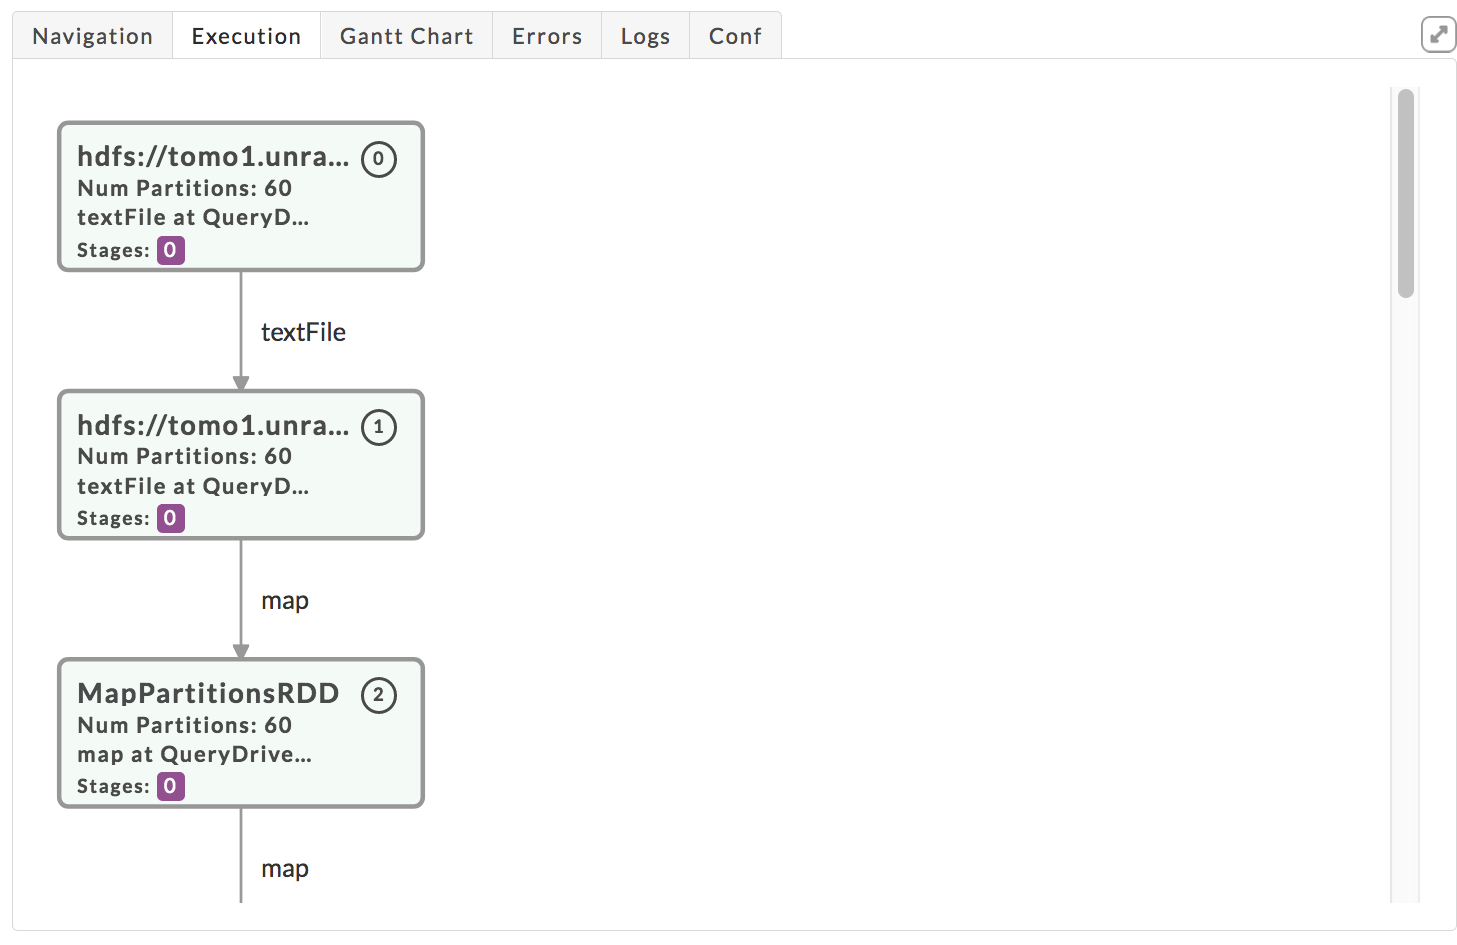 Navigation Execution Gantt Chart Errors Logs Conf
hdfs://tomo1.unra... 0
Num Partitions: 60
textFile at QueryD...
Stages: 0
textFile
hdfs://tomo1.unra... 1
Num Partitions: 60
textFile at QueryD...
Stages: 0
map
MapPartitionsRDD 2
Num Partitions: 60
map at QueryDrive...
Stages: 0
map